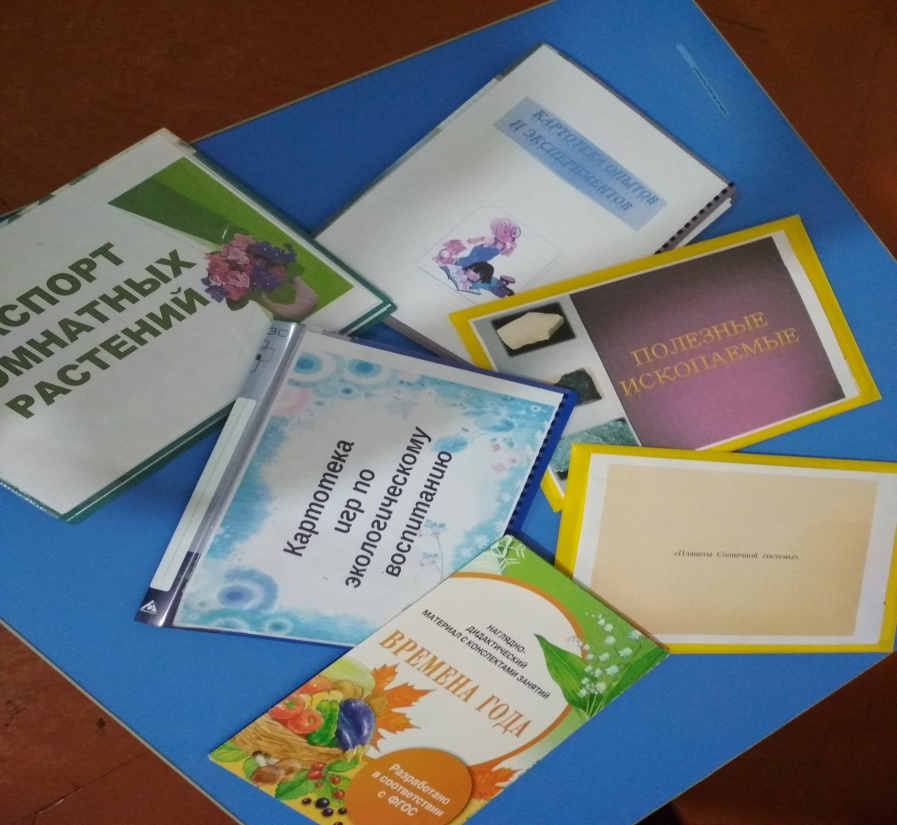 КАРТОТЕКА ОПЫТОВ
И ЭКСПЕРИМЕНТОВ
СПОРТ
ОМНАТНЫХ
РАСТЕНИЙ
ПОЛЕЗНЫЕ
ИСКОПАЕМЫЕ
Картотека
игр по
экологическому
воспитанию
«Планеты Солнечной системы».
НАГЛЯДНО-
ДИДАКТИЧЕСКИЙ
МАТЕРИАЛ С КОНСПЕКТАМИ ЗАНЯТИЙ
ВРЕМЕНА ГОДА
Разработано
в соответствии
с ФГОС